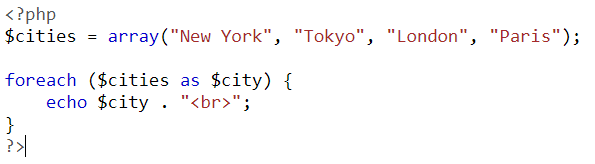 <?php
$cities = array("New York", "Tokyo", "London", "Paris");
foreach ($cities as $city) {
    echo $city . "<br>";
}
?>